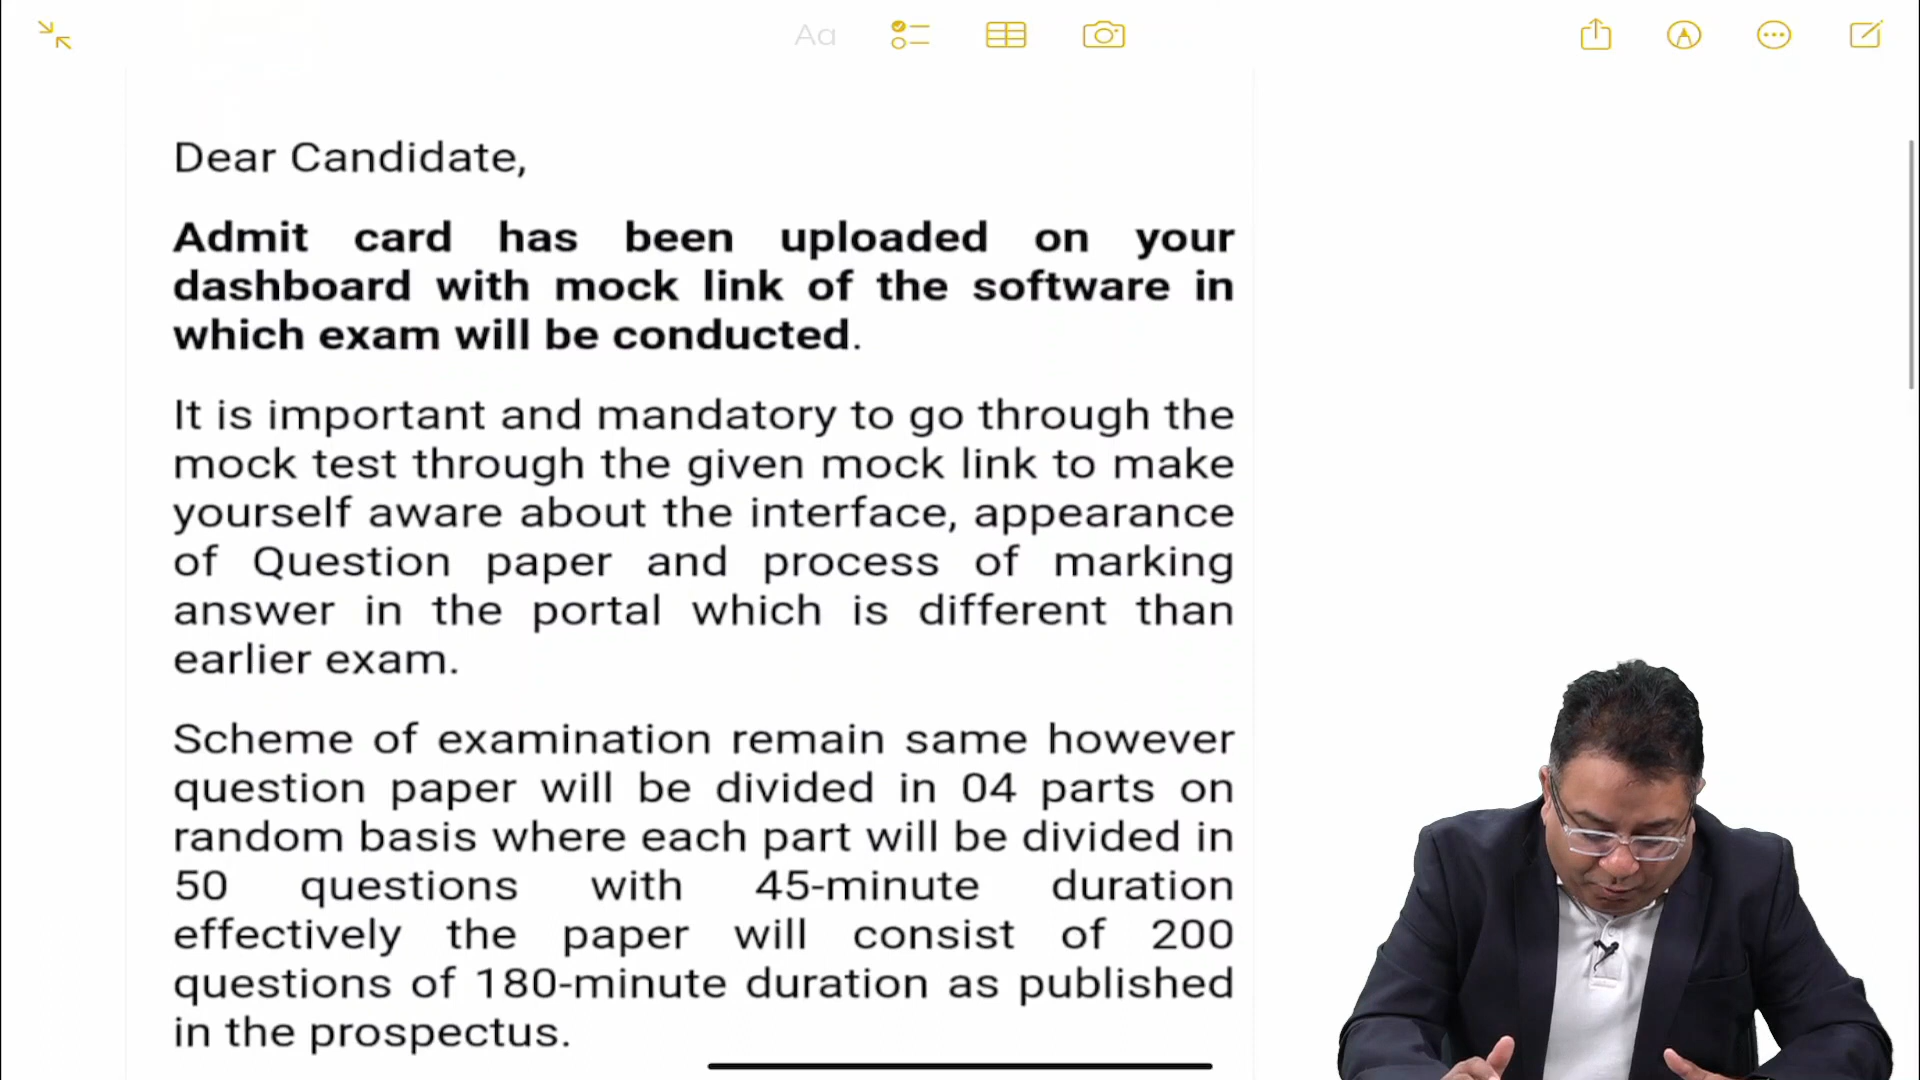 Aa
Dear Candidate,
Admit card has been uploaded on your
dashboard with mock link of the software in
which exam will be conducted.
It is important and mandatory to go through the
mock test through the given mock link to make
yourself aware about the interface, appearance
of Question paper and process of marking
answer in the portal which is different than
earlier exam.
Scheme of examination remain same however
question paper will be divided in 04 parts on
random basis where each part will be divided in
50 questions with 45-minute duration
effectively the paper will consist of 200
questions of 180-minute duration as published
in the prospectus.